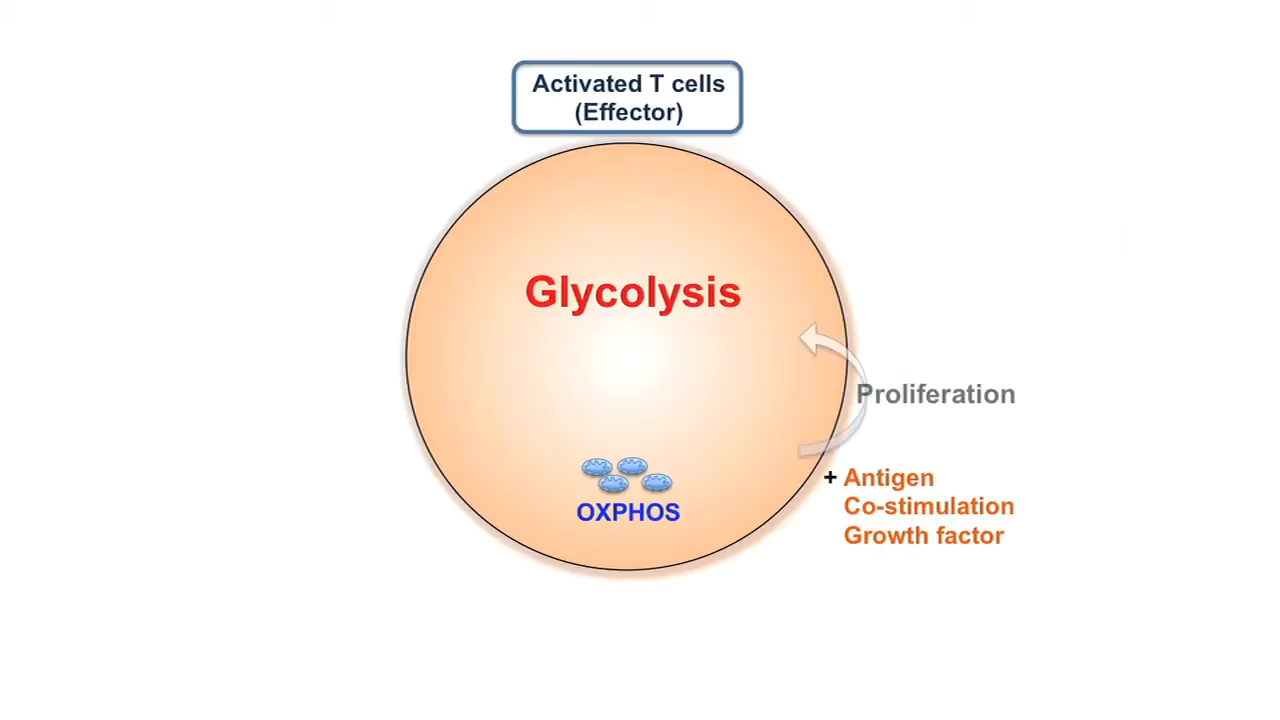 Activated T cells
(Effector)
Glycolysis
Proliferation
+ Antigen
Co-stimulation
Growth factor
OXPHOS